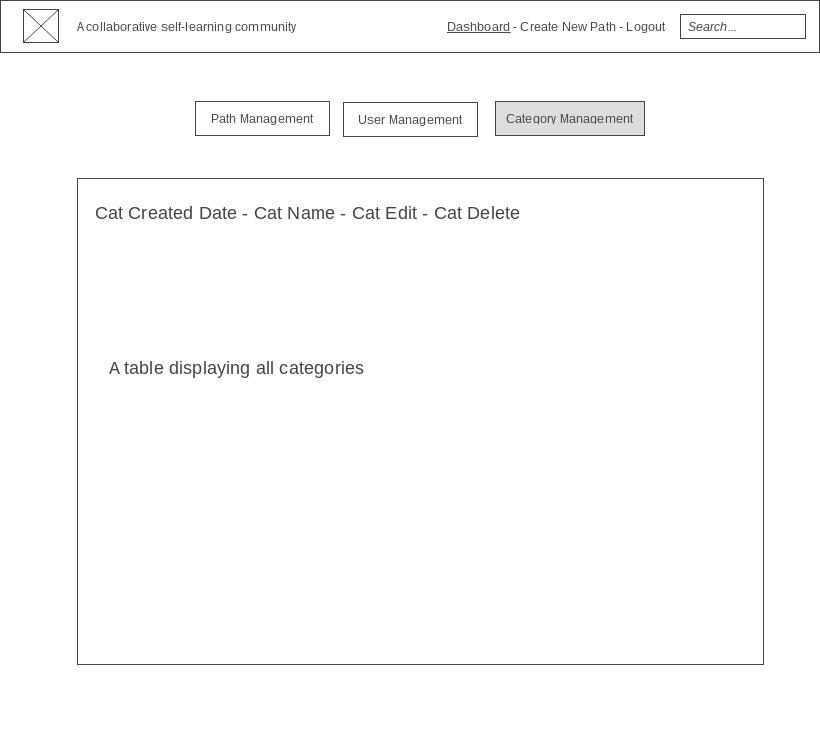 A collaborative self-learning community
Dashboard - Create New Path - Logout
Search...
Path Management
User Management
Category Management
Cat Created Date - Cat Name - Cat Edit - Cat Delete
A table displaying all categories